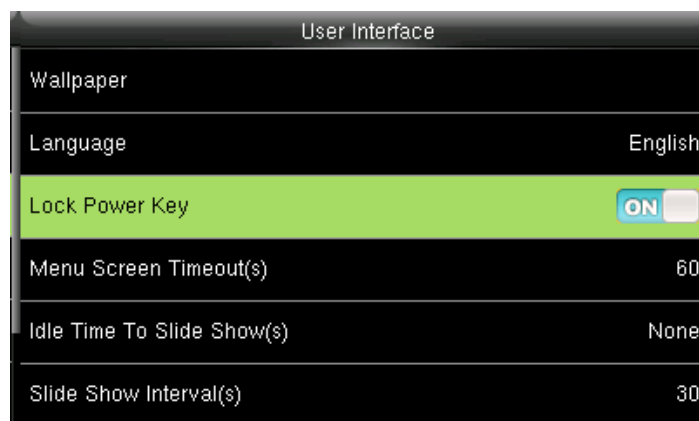 User Interface
Wallpaper
Language English
Lock Power Key ON
Menu Screen Timeout(s) 60
Idle Time To Slide Show(s) None
Slide Show Interval(s) 30